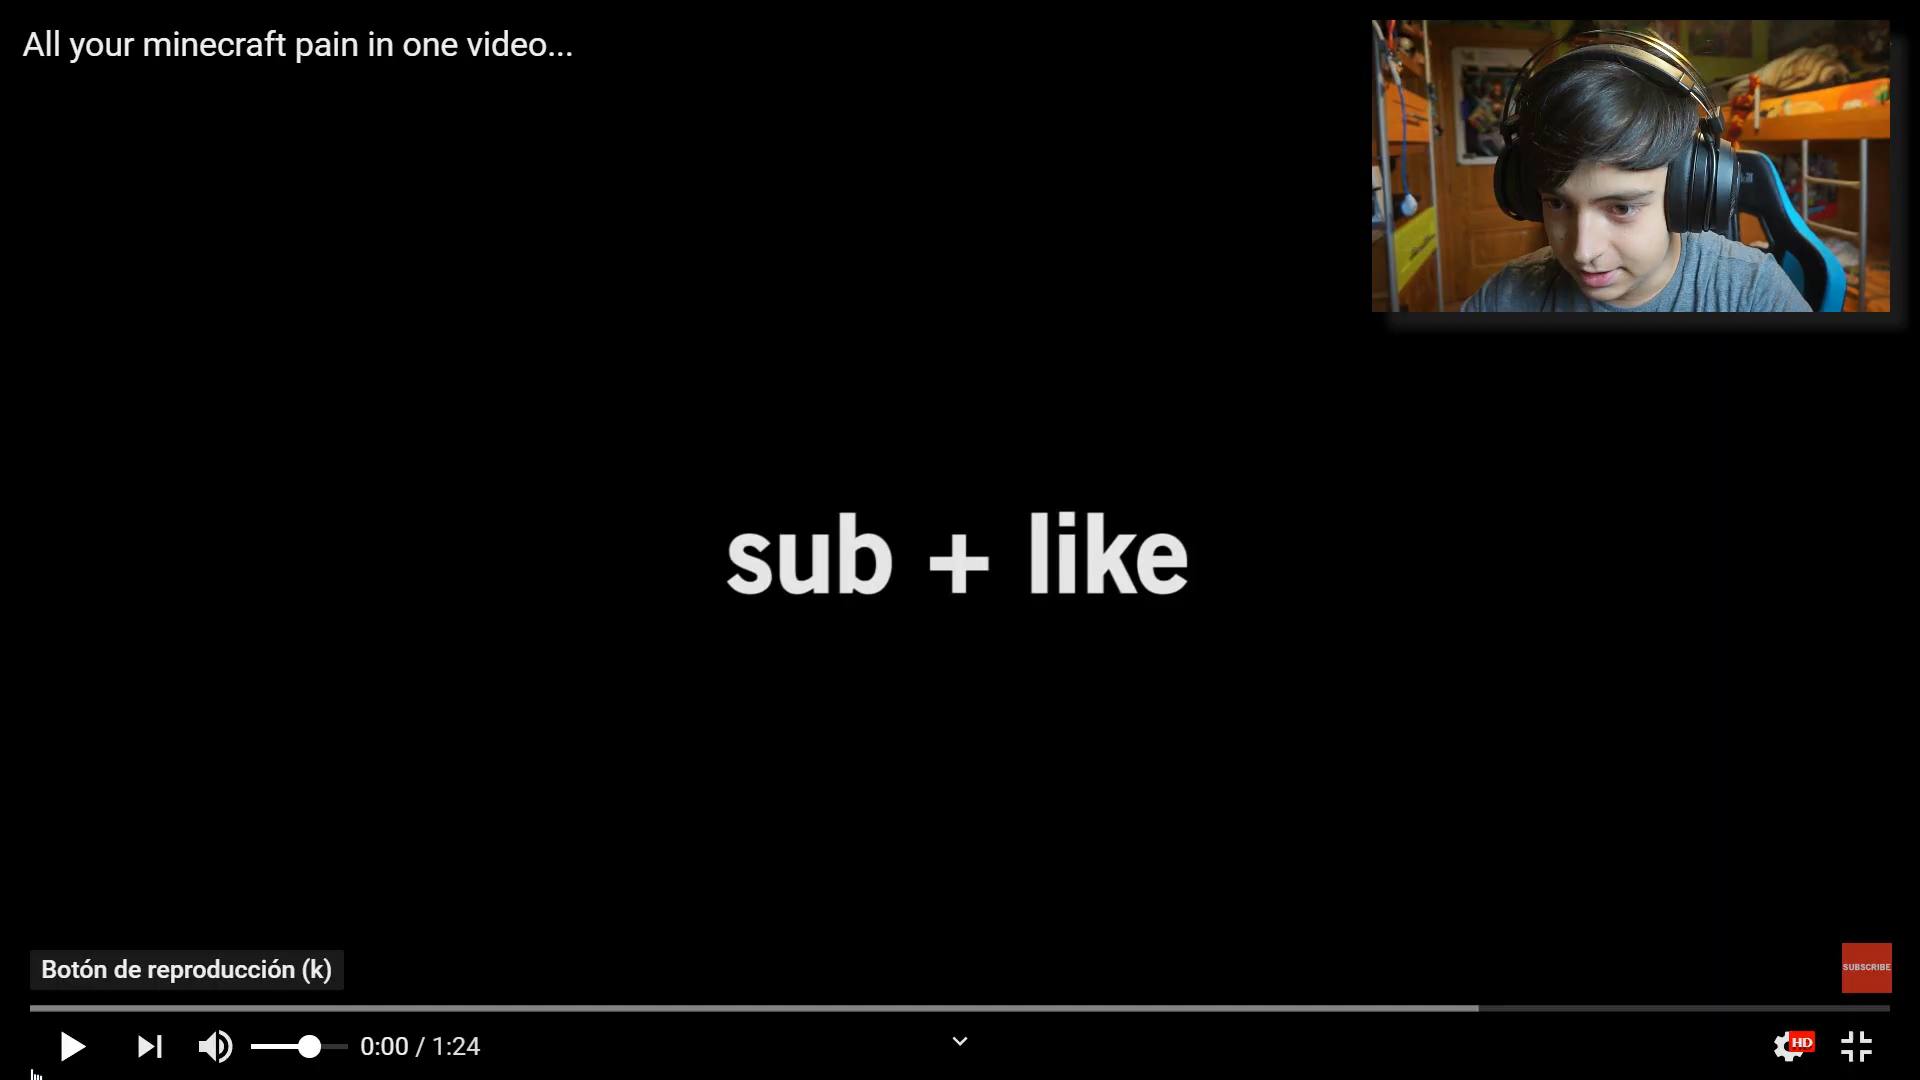 All your minecraft pain in one video...
sub + like
Botón de reproducción (k)
SUBSCRIBE
0:00 / 1:24
HD